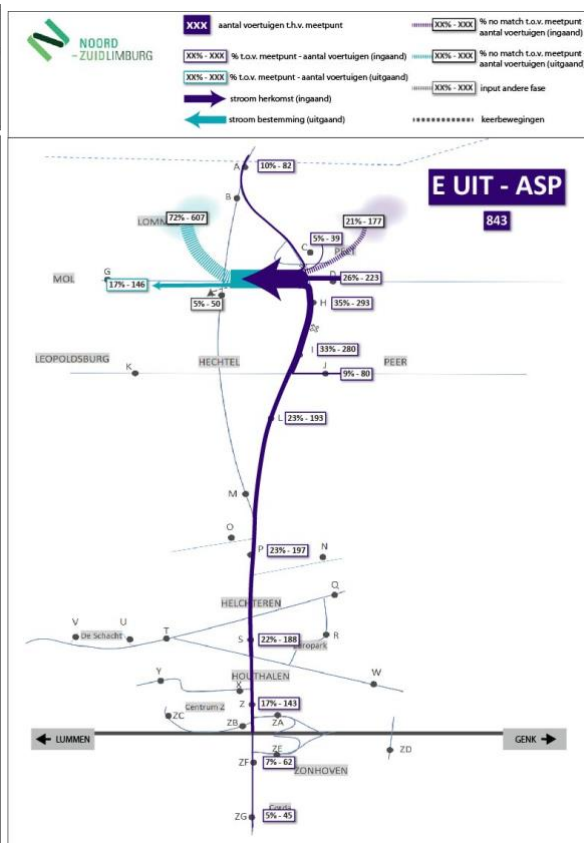 NOORD
-ZUIDLIMBURG
XXX aantal voertuigen t.h.v. meetpunt
XX% - XXX % t.o.v. meetpunt - aantal voertuigen (ingaand)
XX% - XXX % t.o.v. meetpunt - aantal voertuigen (uitgaand)
stroom herkomst (ingaand)
stroom bestemming (uitgaand)
XX% - XXX % no match t.o.v. meetpunt
aantal voertuigen (ingaand)
XX% - XXX % no match t.o.v. meetpunt
aantal voertuigen (uitgaand)
XX% - XXX input andere fase
keerbewegingen
E UIT - ASP
843
A 10% - 82
B
72% - 607
21% - 177
5% - 39
C
MOL
G
17% - 146
D
26% - 223
5% - 50
H 35% - 293
I 33% - 280
LEOPOLDSBURG
HECHTEL
PEER
K
J
9% - 80
L 23% - 193
M
O
P 23% - 197
N
Q
HELCHTEREN
V
U
T
De Schacht
S 22% - 188
R
HOUTHALEN
Y
X
W
Z 17% - 143
Centrum-Z
ZC
ZB
ZA
LUMMEN
GENK
ZE
ZD
ZF 7% - 62
ZONHOVEN
ZG 5% - 45